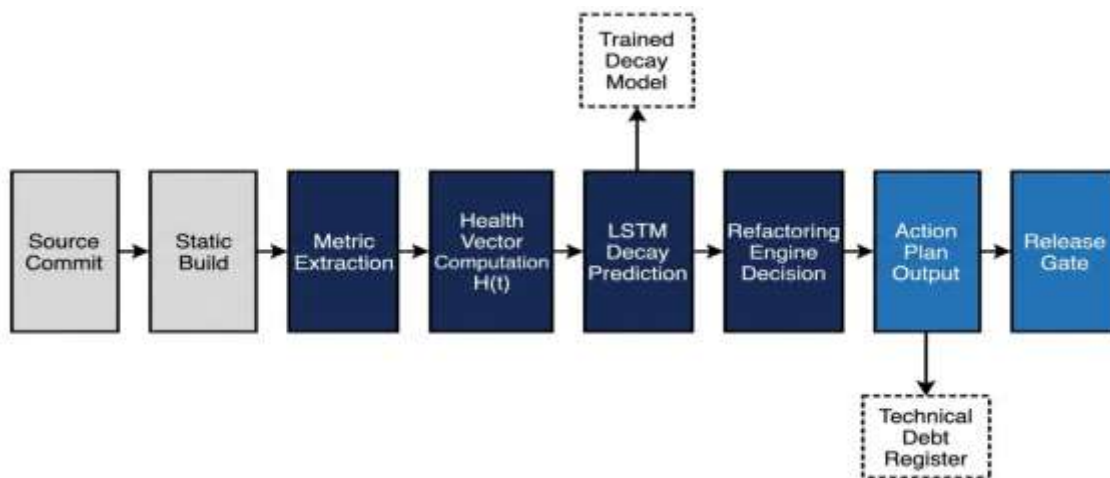 Trained
Decay
Model
Source
Commit
Static
Build
Metric
Extraction
Health
Vector
Computation
H(t)
LSTM
Decay
Prediction
Refactoring
Engine
Decision
Action
Plan
Output
Release
Gate
Technical
Debt
Register